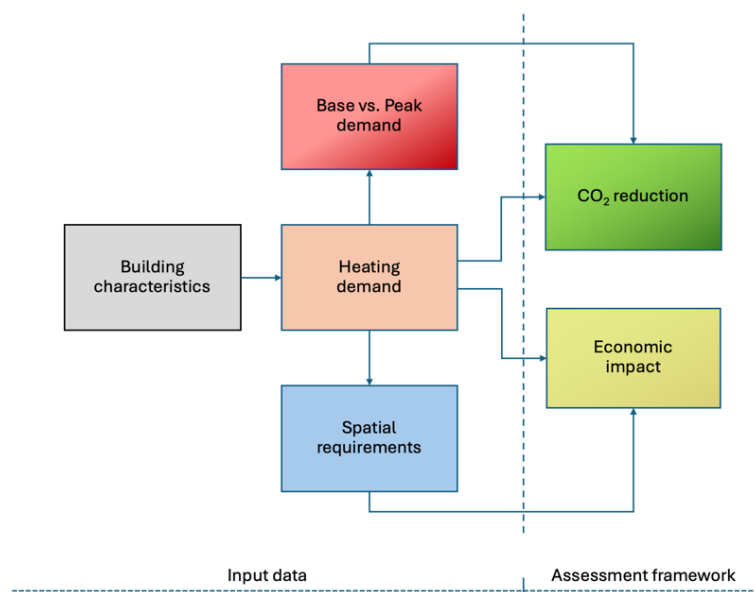 Base vs. Peak
demand
CO₂ reduction
Building
characteristics
Heating
demand
Economic
impact
Spatial
requirements
Input data
Assessment framework